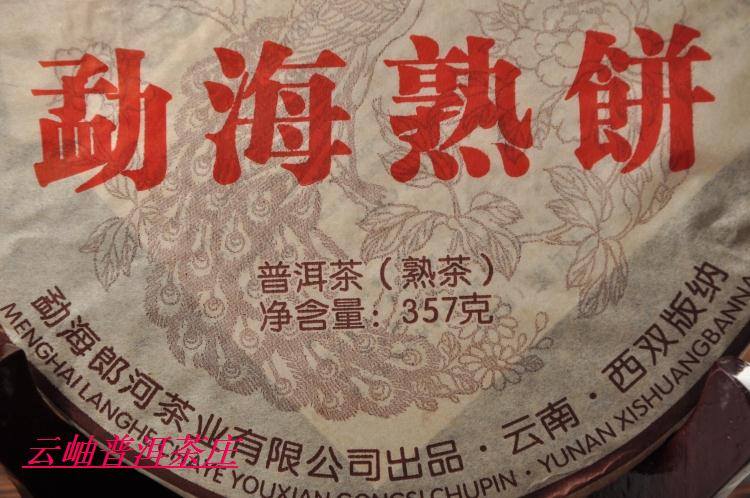 勐海熟餅
普洱茶（熟茶）
净含量：357克
勐海郎河茶业有限公司出品·云南·西双版纳
MENGHAI LANGHE YOUXIAN GONGSI CHUPIN · YUNAN XISHUANGBANN
云岫普洱茶庄